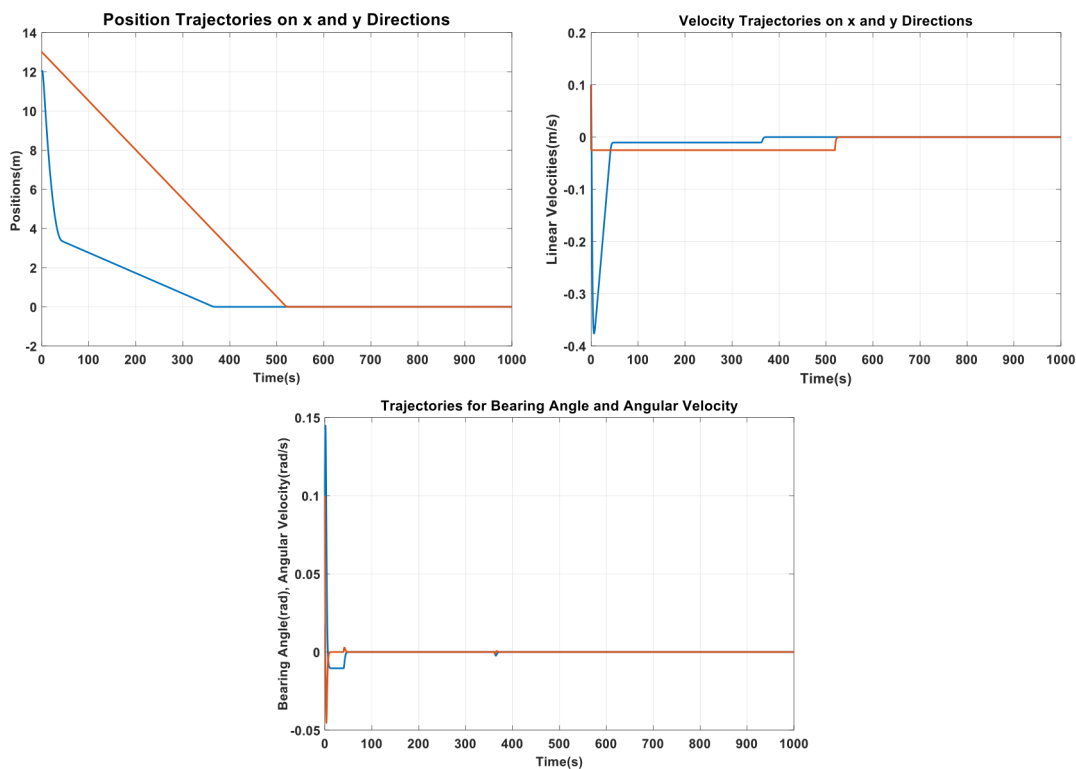 Position Trajectories on x and y Directions
14
12
10
8
6
4
2
0
-2
Positions(m)
0 100 200 300 400 500 600 700 800 900 1000
Time(s)
Velocity Trajectories on x and y Directions
0.2
0.1
0
-0.1
-0.2
-0.3
-0.4
Linear Velocities(m/s)
0 100 200 300 400 500 600 700 800 900 1000
Time(s)
Trajectories for Bearing Angle and Angular Velocity
0.15
0.1
0.05
0
-0.05
Bearing Angle(rad), Angular Velocity(rad/s)
0 100 200 300 400 500 600 700 800 900 1000
Time(s)